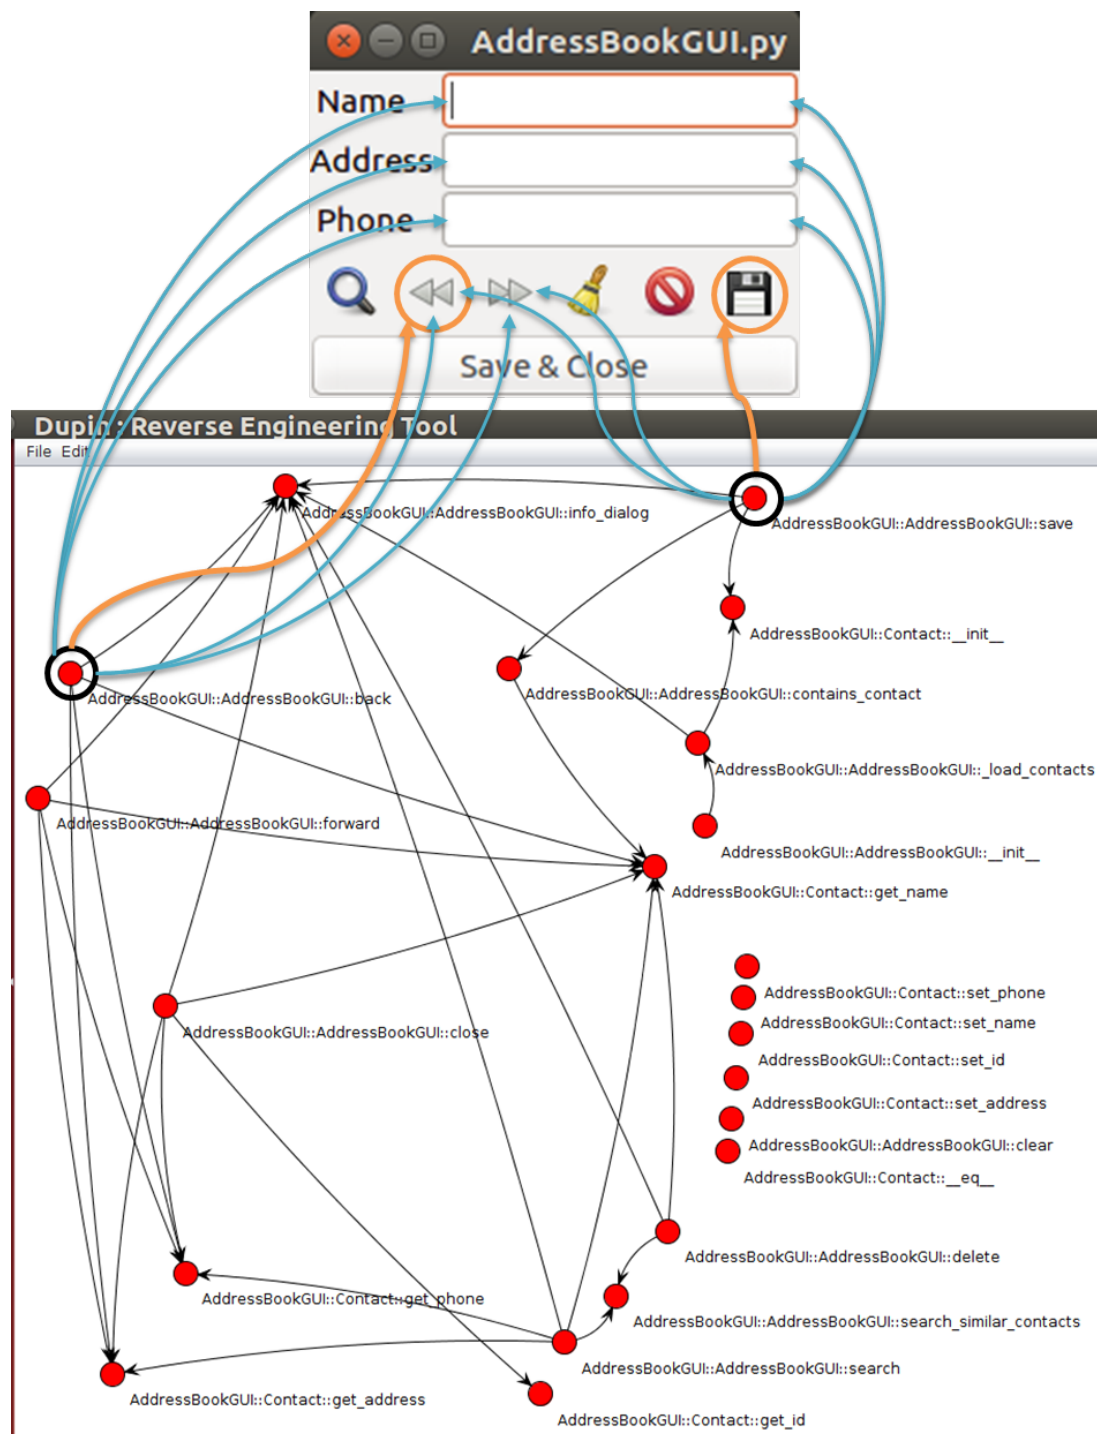 AddressBookGUI.py
Name
Address
Phone
Save & Close
Dupin : Reverse Engineering Tool
File Edit
AddressBookGUI::AddressBookGUI::info_dialog
AddressBookGUI::AddressBookGUI::save
AddressBookGUI::Contact::__init__
AddressBookGUI::AddressBookGUI::contains_contact
AddressBookGUI::AddressBookGUI::back
AddressBookGUI::AddressBookGUI::_load_contacts
AddressBookGUI::AddressBookGUI::forward
AddressBookGUI::AddressBookGUI::__init__
AddressBookGUI::Contact::get_name
AddressBookGUI::Contact::set_phone
AddressBookGUI::Contact::set_name
AddressBookGUI::AddressBookGUI::close
AddressBookGUI::Contact::set_id
AddressBookGUI::Contact::set_address
AddressBookGUI::AddressBookGUI::clear
AddressBookGUI::Contact::__eq__
AddressBookGUI::AddressBookGUI::delete
AddressBookGUI::Contact::get_phone
AddressBookGUI::AddressBookGUI::search_similar_contacts
AddressBookGUI::AddressBookGUI::search
AddressBookGUI::Contact::get_address
AddressBookGUI::Contact::get_id